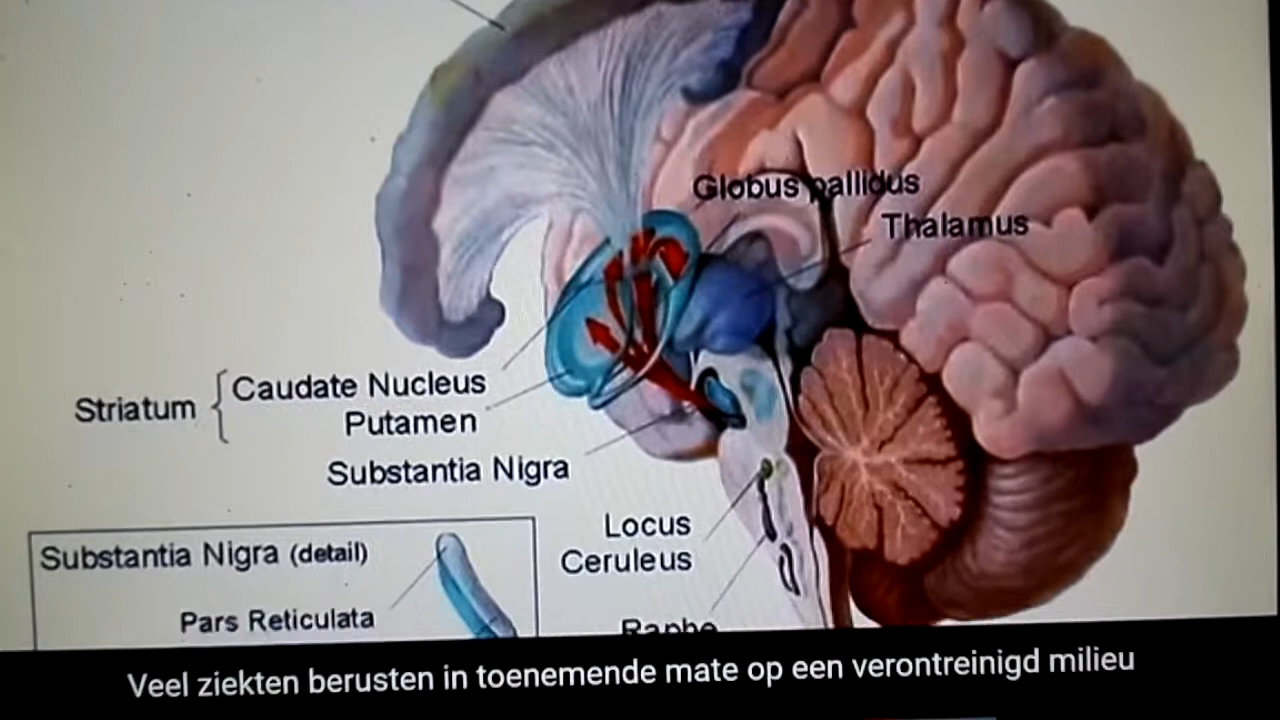 Globus pallidus
Thalamus
Striatum
Caudate Nucleus
Putamen
Substantia Nigra
Locus
Ceruleus
Substantia Nigra (detail)
Pars Reticulata
Raphe
Veel ziekten berusten in toenemende mate op een verontreinigd milieu